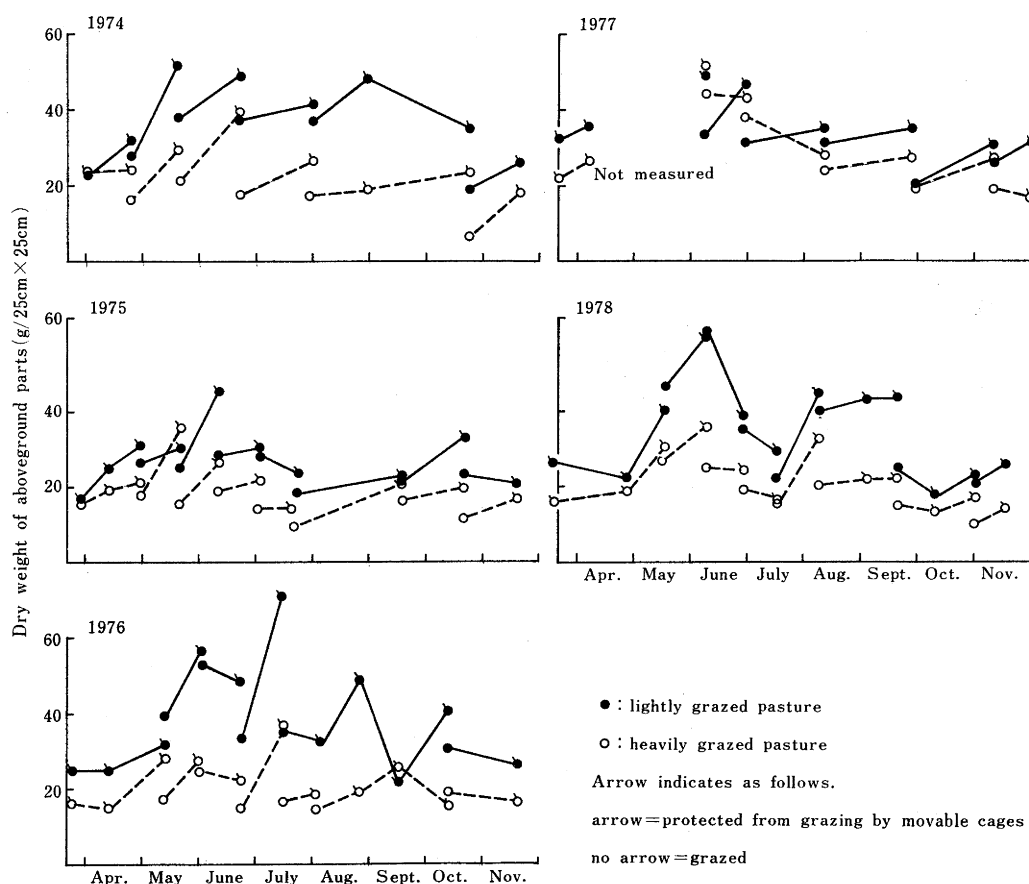 Dry weight of aboveground parts(g/25cm×25cm)
1974
60
40
20
1977
Not measured
1975
60
40
20
1978
Apr. May June July Aug. Sept. Oct. Nov.
1976
60
40
20
Apr. May June July Aug. Sept. Oct. Nov.
●: lightly grazed pasture
○: heavily grazed pasture
Arrow indicates as follows.
arrow=protected from grazing by movable cages
no arrow=grazed